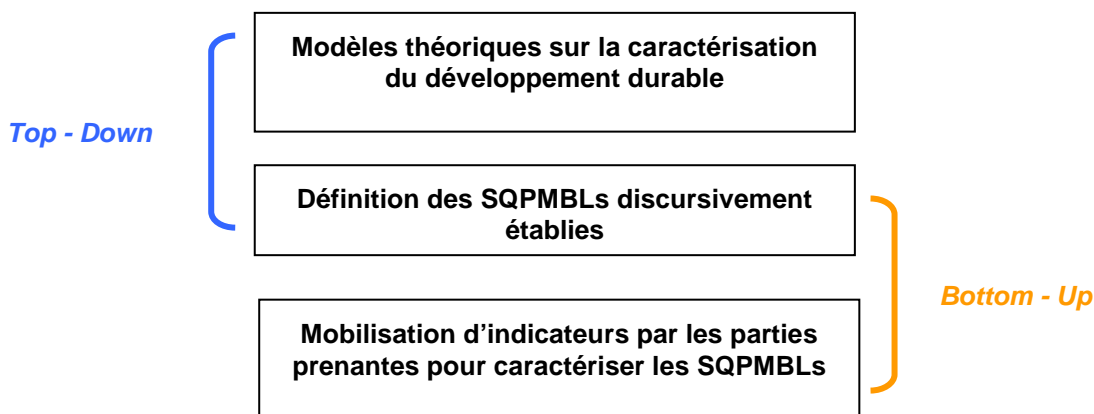 Modèles théoriques sur la caractérisation
du développement durable
Top - Down
Définition des SQPMBLs discursivement
établies
Bottom - Up
Mobilisation d'indicateurs par les parties
prenantes pour caractériser les SQPMBLs